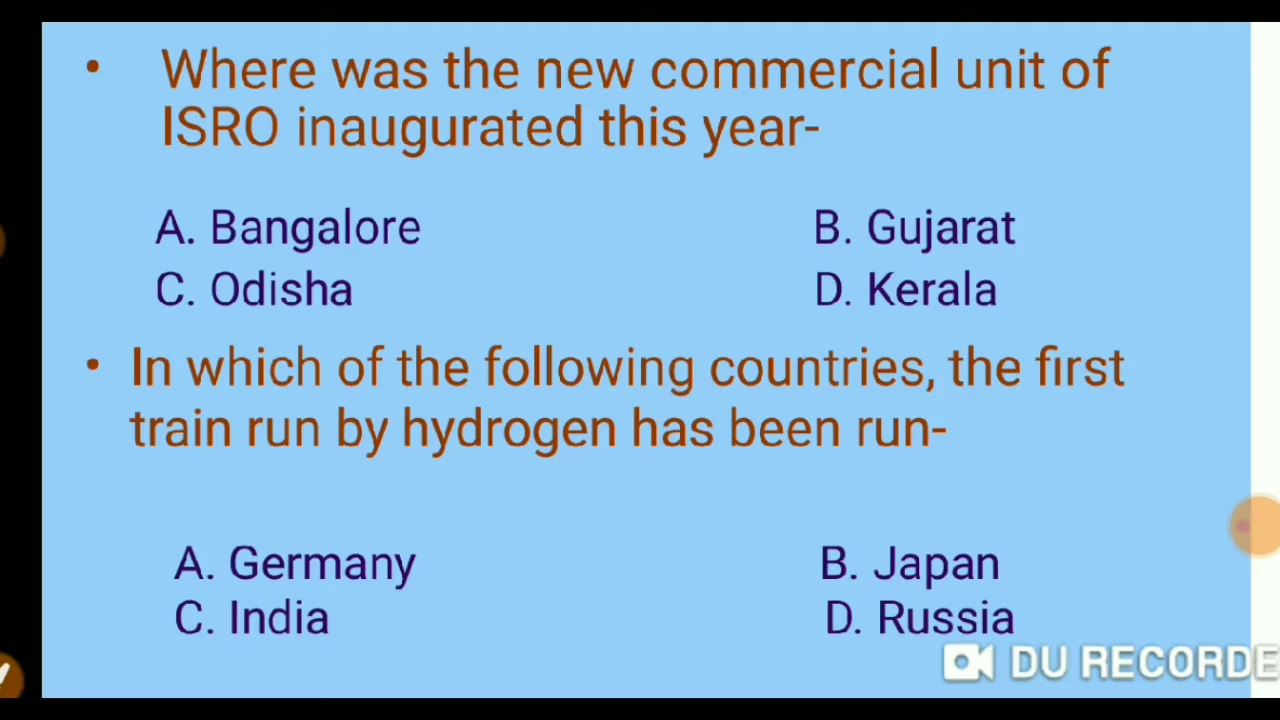 • Where was the new commercial unit of
ISRO inaugurated this year-
A. Bangalore B. Gujarat
C. Odisha D. Kerala
• In which of the following countries, the first
train run by hydrogen has been run-
A. Germany B. Japan
C. India D. Russia
DU RECORDE